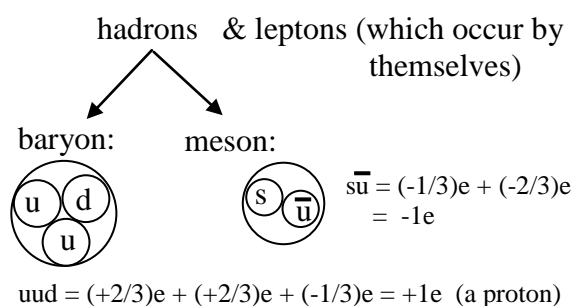 hadrons & leptons (which occur by
themselves)
baryon:
meson:
u d
u
s u̅
su̅ = (-1/3)e + (-2/3)e
= -1e
uud = (+2/3)e + (+2/3)e + (-1/3)e = +1e (a proton)